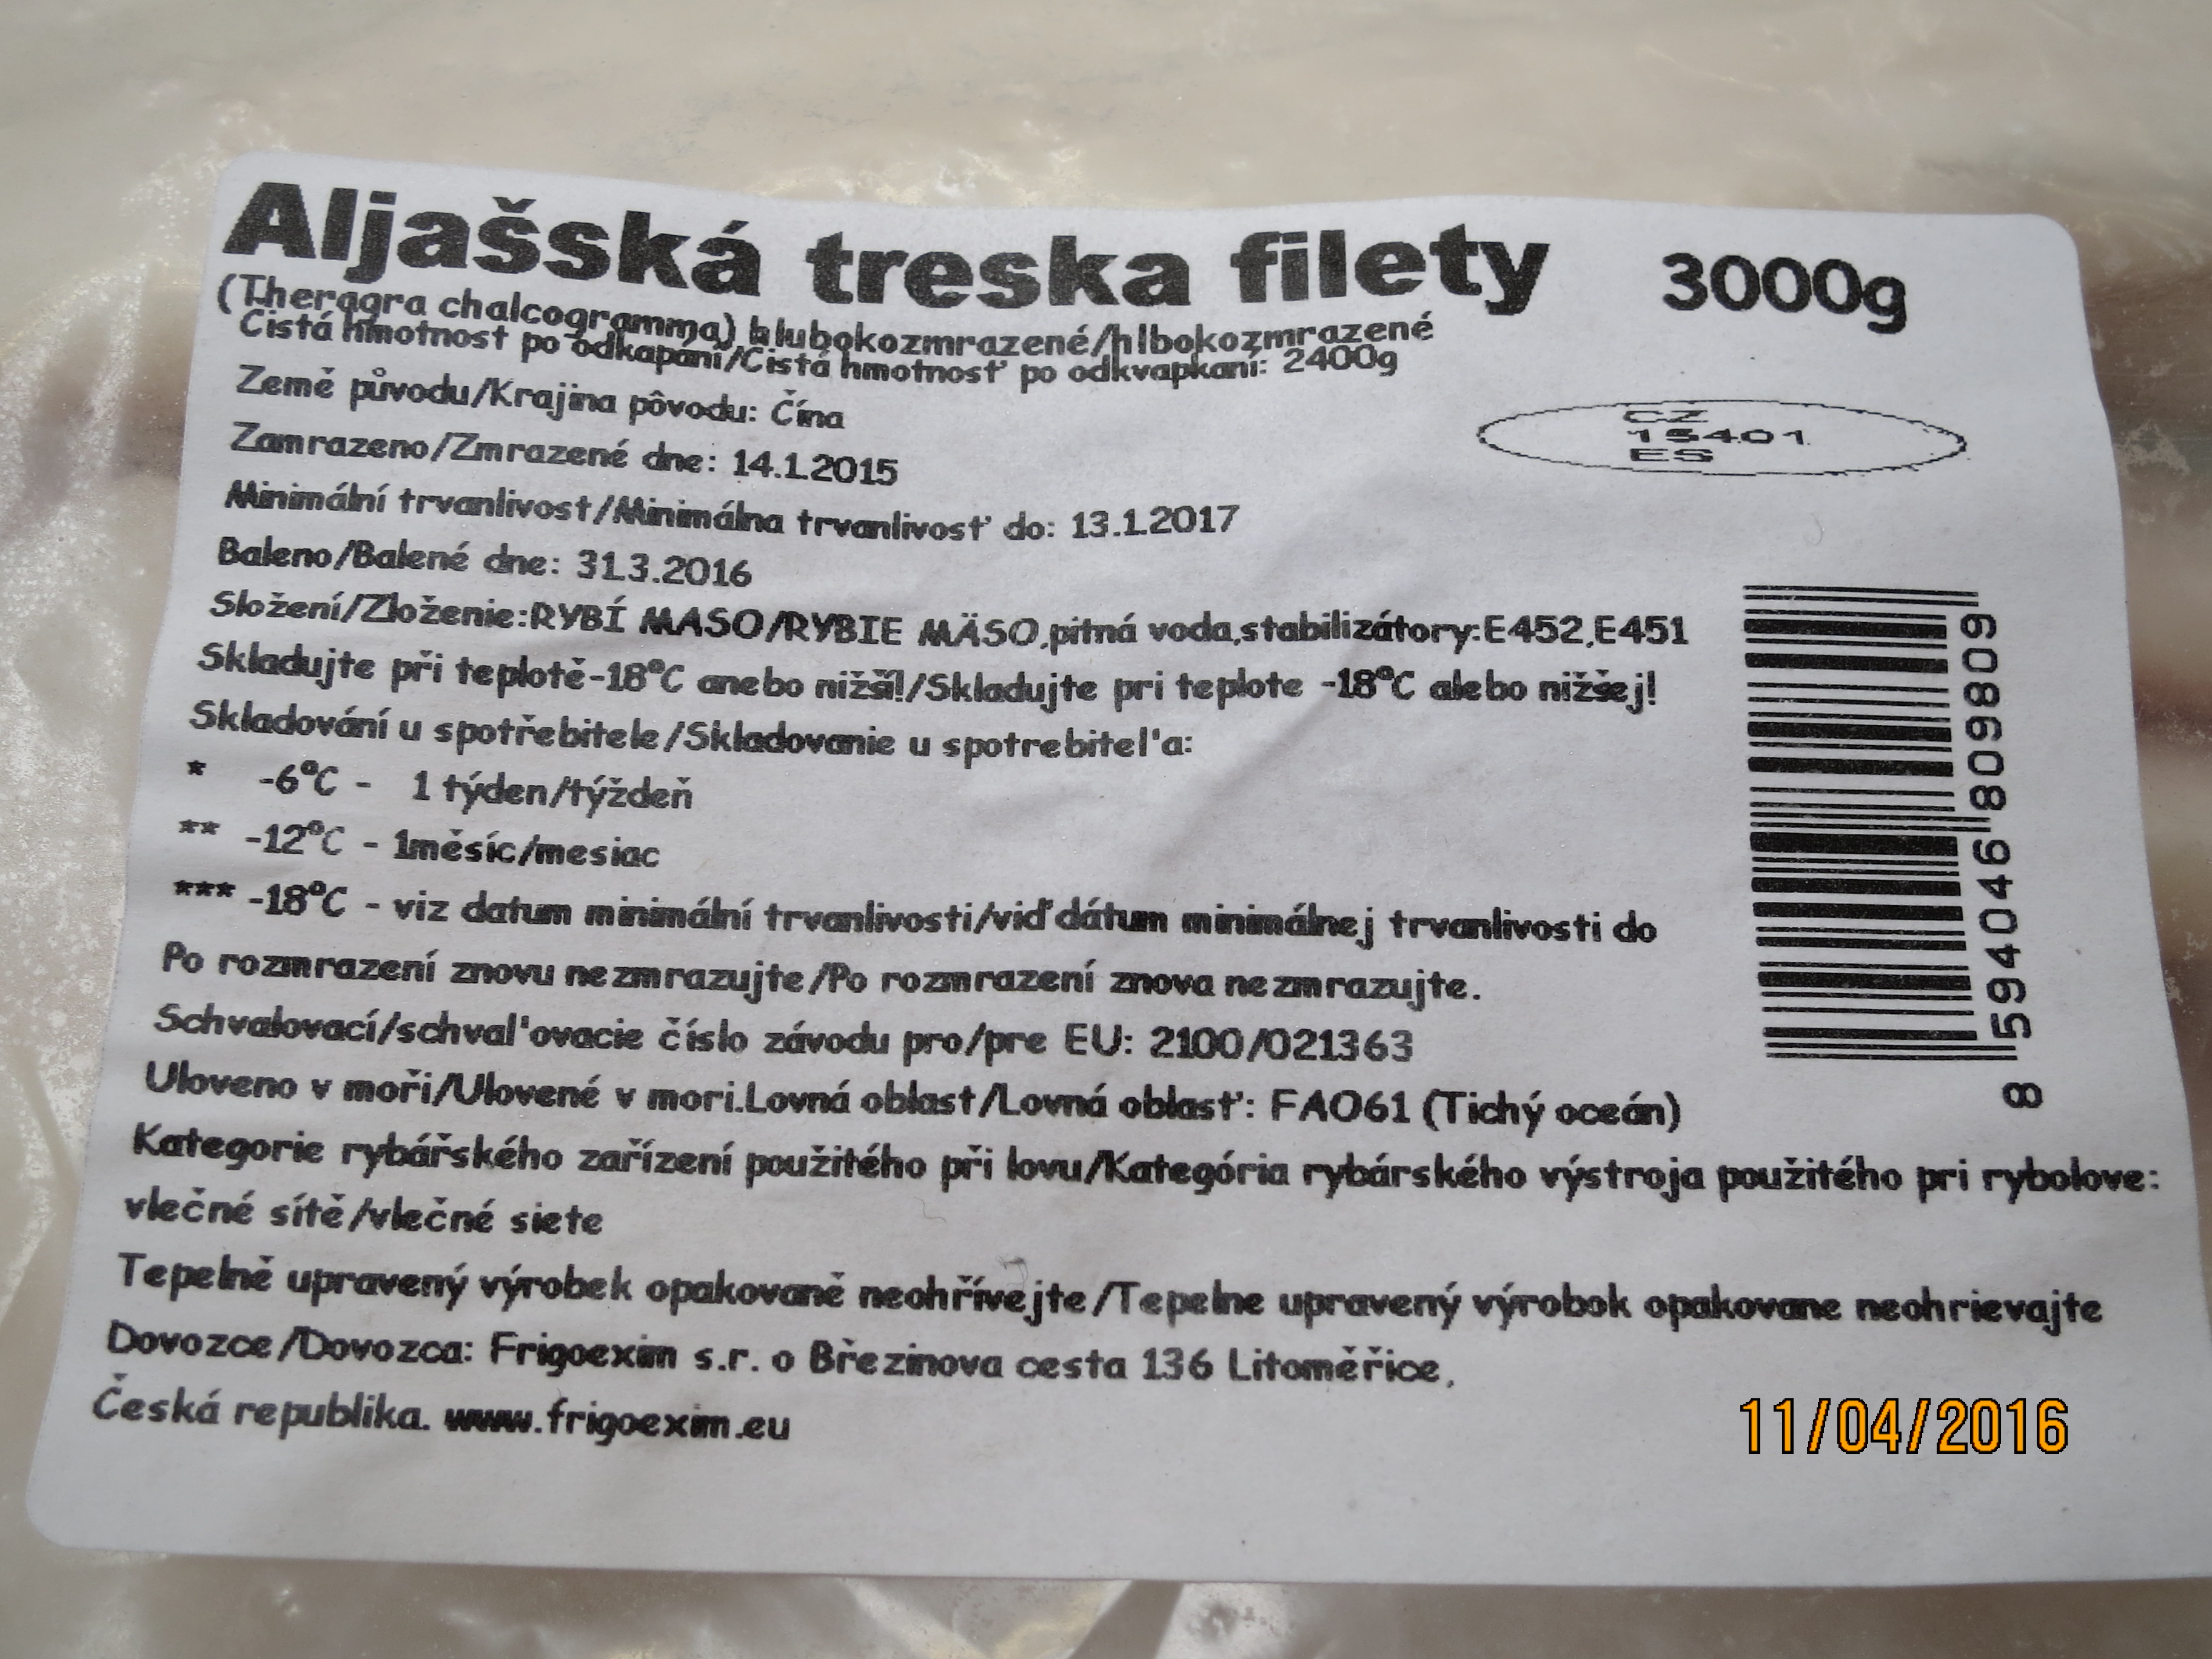 Aljašská treska filety 3000g
(Theragra chalcogramma) hlubokozmrazené/hlbokozmrazené
Čistá hmotnost po odkapání/Čistá hmotnosť po odkvapkaní: 2400g
Země původu/Krajina pôvodu: Čína
Zamrazeno/Zmrazené dne: 14.1.2015
Minimální trvanlivost/Minimálna trvanlivosť do: 13.1.2017
Baleno/Balené dne: 31.3.2016
Složení/Zloženie:RYBÍ MASO/RYBIE MÄSO,pitná voda,stabilizátory:E452,E451
Skladujte při teplotě-18°C anebo nižší!/Skladujte pri teplote -18°C alebo nižšej!
Skladování u spotřebitele/Skladovanie u spotrebiteľa:
* -6°C - 1 týden/týždeň
** -12°C - 1měsíc/mesiac
*** -18°C - viz datum minimální trvanlivosti/viď dátum minimálnej trvanlivosti do
Po rozmrazení znovu nezmrazujte/Po rozmrazení znova nezmrazujte.
Schvalovací/schvaľovacie číslo závodu pro/pre EU: 2100/021363
Uloveno v moři/Ulovené v mori.Lovná oblast/Lovná oblasť: FAO61 (Tichý oceán)
Kategorie rybářského zařízení použitého při lovu/Kategória rybárského výstroja použitého pri rybolove:
vlečné sítě/vlečné siete
Tepelně upravený výrobek opakovaně neohřívejte/Tepelne upravený výrobok opakovane neohrievajte
Dovozce/Dovozca: Frigoexim s.r. o Březinova cesta 136 Litoměřice,
Česká republika. www.frigoexim.eu
CZ
15401
ES
8 594046 809809
11/04/2016